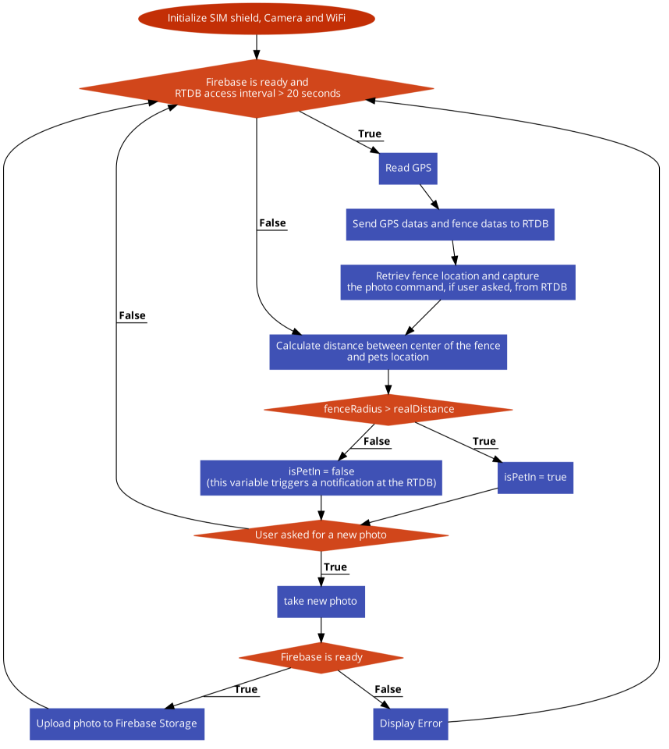 Initialize SIM shield, Camera and WiFi
Firebase is ready and
RTDB access interval > 20 seconds
True
Read GPS
Send GPS datas and fence datas to RTDB
False
Retriev fence location and capture
the photo command, if user asked, from RTDB
False
Calculate distance between center of the fence
and pets location
fenceRadius > realDistance
False
True
isPetIn = false
(this variable triggers a notification at the RTDB)
isPetIn = true
User asked for a new photo
True
take new photo
Firebase is ready
True
False
Upload photo to Firebase Storage
Display Error